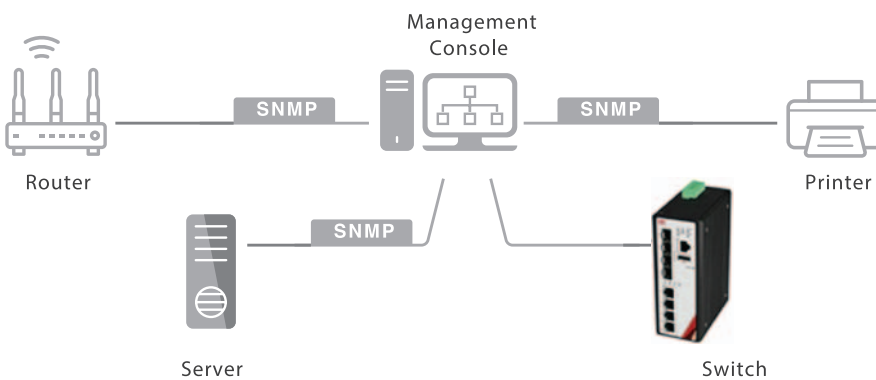 Management
Console
SNMP
SNMP
Router
Printer
SNMP
Server
Switch